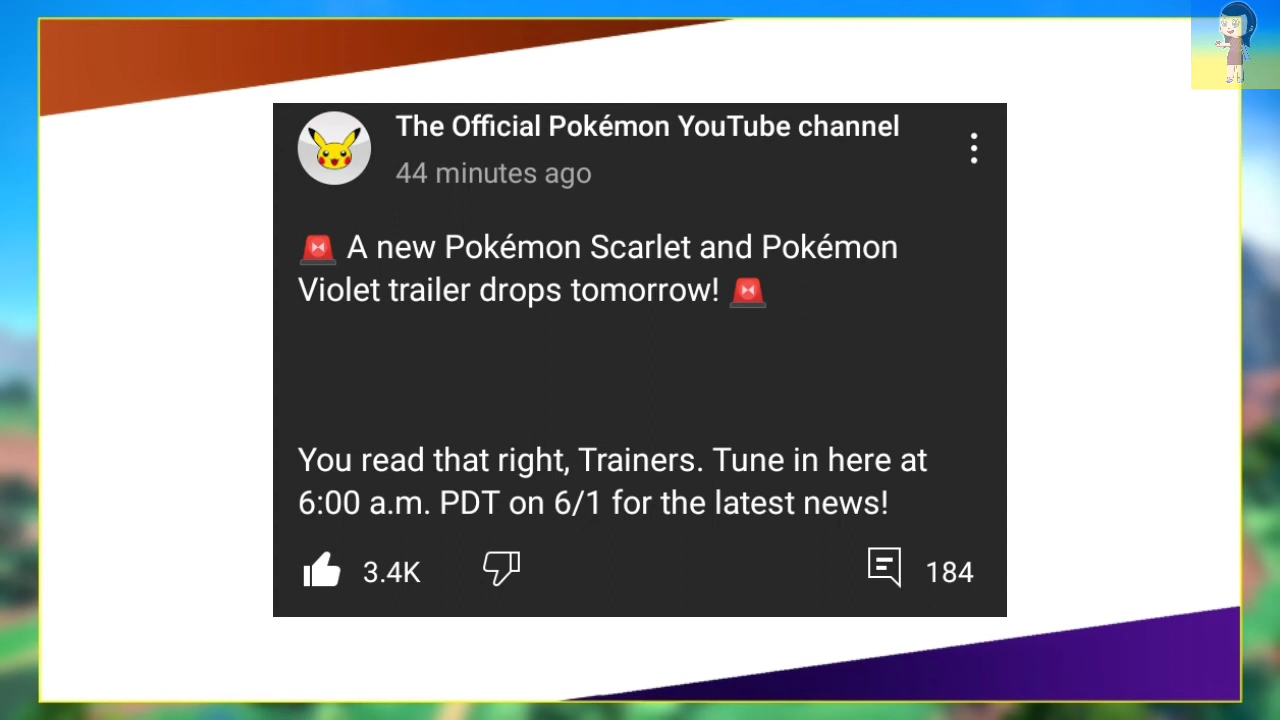 The Official Pokémon YouTube channel
44 minutes ago
🚨 A new Pokémon Scarlet and Pokémon
Violet trailer drops tomorrow! 🚨
You read that right, Trainers. Tune in here at
6:00 a.m. PDT on 6/1 for the latest news!
3.4K
184